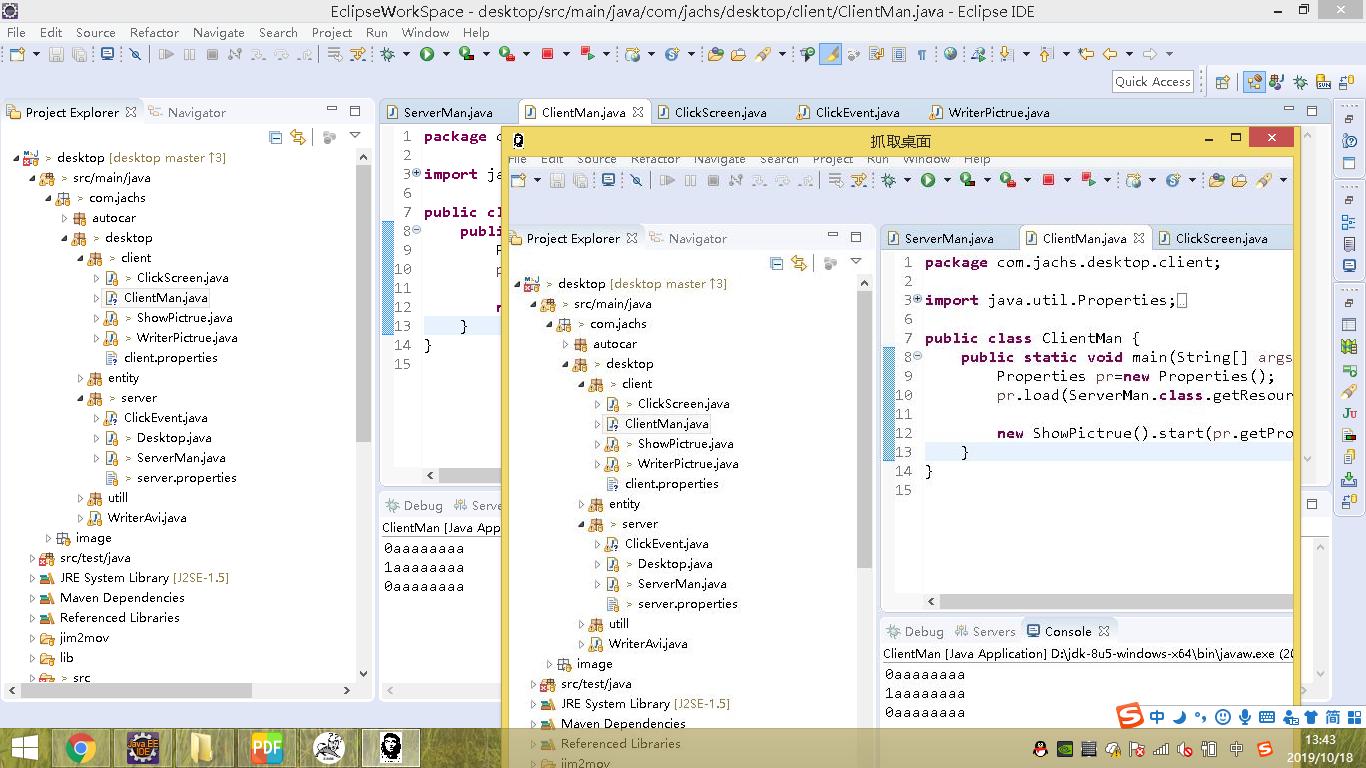 EclipseWorkSpace - desktop/src/main/java/com/jachs/desktop/client/ClientMan.java - Eclipse IDE
File Edit Source Refactor Navigate Search Project Run Window Help
Quick Access
Project Explorer Navigator
> desktop [desktop master ↑3]
> src/main/java
> com.jachs
autocar
> desktop
> client
> ClickScreen.java
ClientMan.java
> ShowPictrue.java
> WriterPictrue.java
client.properties
entity
> server
ClickEvent.java
> Desktop.java
> ServerMan.java
> server.properties
utill
> WriterAvi.java
image
src/test/java
JRE System Library [J2SE-1.5]
Maven Dependencies
Referenced Libraries
jim2mov
lib
> src
ServerMan.java ClientMan.java ClickScreen.java ClickEvent.java WriterPictrue.java
1 package c
2
3 import ja
6
7 public cl
8 publi
9
10
11
12
13 }
14 }
15
Debug Serve
ClientMan [Java App
0aaaaaaaa
1aaaaaaaa
0aaaaaaaa
抓取桌面
File Edit Source Refactor Navigate Search Project Run Window Help
Project Explorer Navigator
> desktop [desktop master ↑3]
> src/main/java
> com.jachs
autocar
> desktop
> client
> ClickScreen.java
ClientMan.java
> ShowPictrue.java
> WriterPictrue.java
client.properties
entity
> server
ClickEvent.java
> Desktop.java
> ServerMan.java
> server.properties
utill
> WriterAvi.java
image
src/test/java
JRE System Library [J2SE-1.5]
Maven Dependencies
Referenced Libraries
jim2mov
ServerMan.java ClientMan.java ClickScreen.java
1 package com.jachs.desktop.client;
2
3 import java.util.Properties;
6
7 public class ClientMan {
8 public static void main(String[] args
9 Properties pr=new Properties();
10 pr.load(ServerMan.class.getResour
11
12 new ShowPictrue().start(pr.getPro
13 }
14 }
15
Debug Servers Console
ClientMan [Java Application] D:\jdk-8u5-windows-x64\bin\javaw.exe (20
0aaaaaaaa
1aaaaaaaa
0aaaaaaaa
中 简
Java EE IDE
PDF
中
13:43
2019/10/18